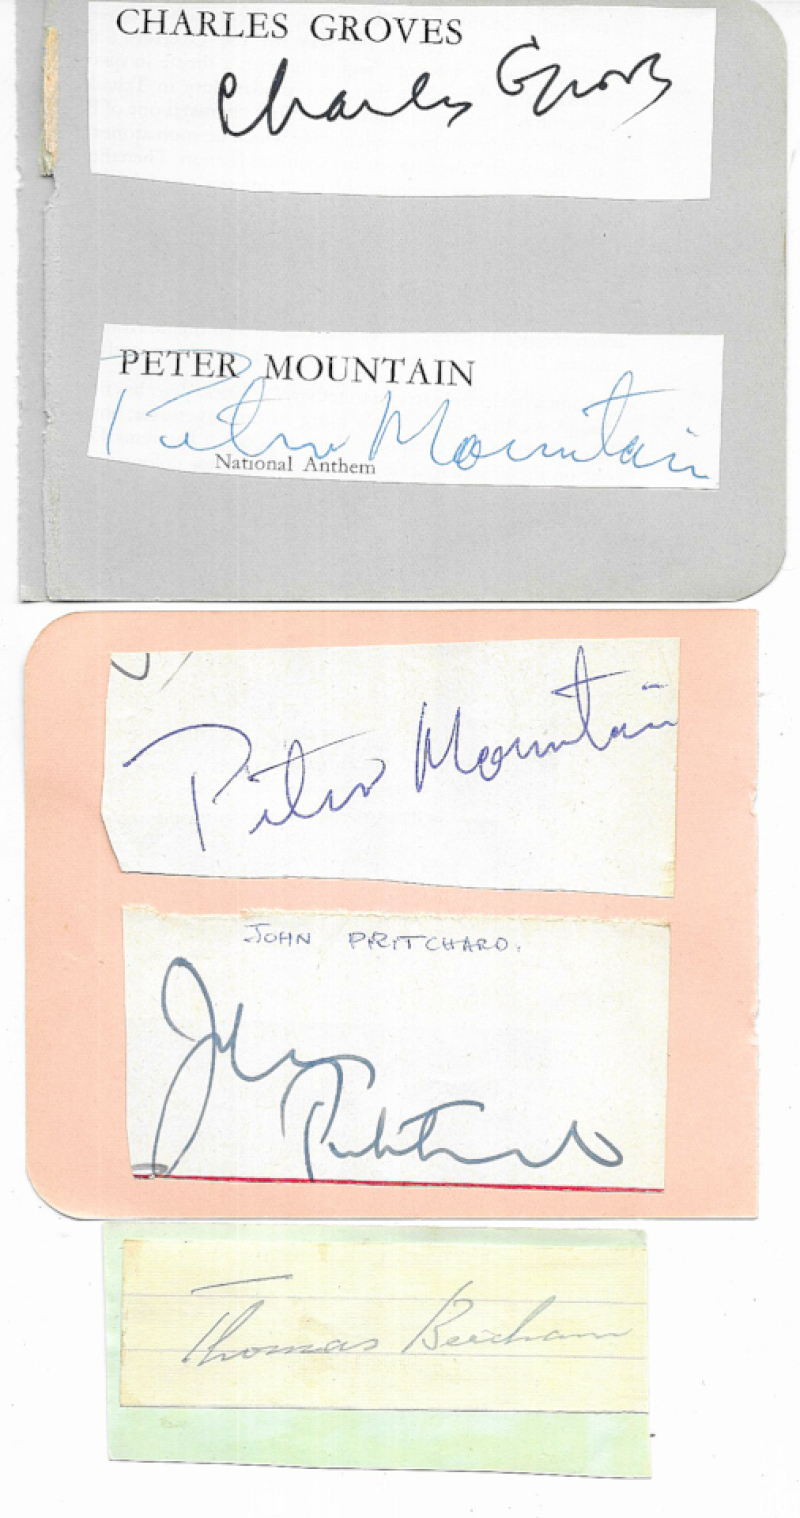 CHARLES GROVES
Charles Groves
PETER MOUNTAIN
Peter Mountain
National Anthem
Peter Mountain
JOHN PRITCHARD.
John Pritchard
Thomas Beecham